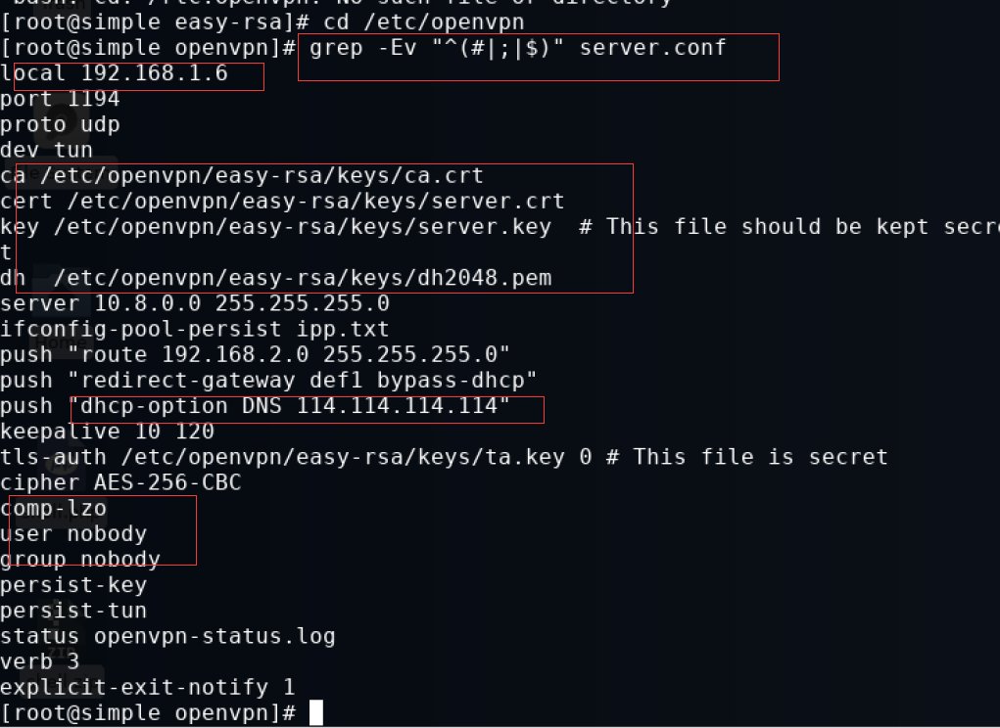 [root@simple easy-rsa]# cd /etc/openvpn
[root@simple openvpn]# grep -Ev "^(#|;|$)" server.conf
local 192.168.1.6
port 1194
proto udp
dev tun
ca /etc/openvpn/easy-rsa/keys/ca.crt
cert /etc/openvpn/easy-rsa/keys/server.crt
key /etc/openvpn/easy-rsa/keys/server.key  # This file should be kept secre
t
dh  /etc/openvpn/easy-rsa/keys/dh2048.pem
server 10.8.0.0 255.255.255.0
ifconfig-pool-persist ipp.txt
push "route 192.168.2.0 255.255.255.0"
push "redirect-gateway def1 bypass-dhcp"
push "dhcp-option DNS 114.114.114.114"
keepalive 10 120
tls-auth /etc/openvpn/easy-rsa/keys/ta.key 0 # This file is secret
cipher AES-256-CBC
comp-lzo
user nobody
group nobody
persist-key
persist-tun
status openvpn-status.log
verb 3
explicit-exit-notify 1
[root@simple openvpn]#